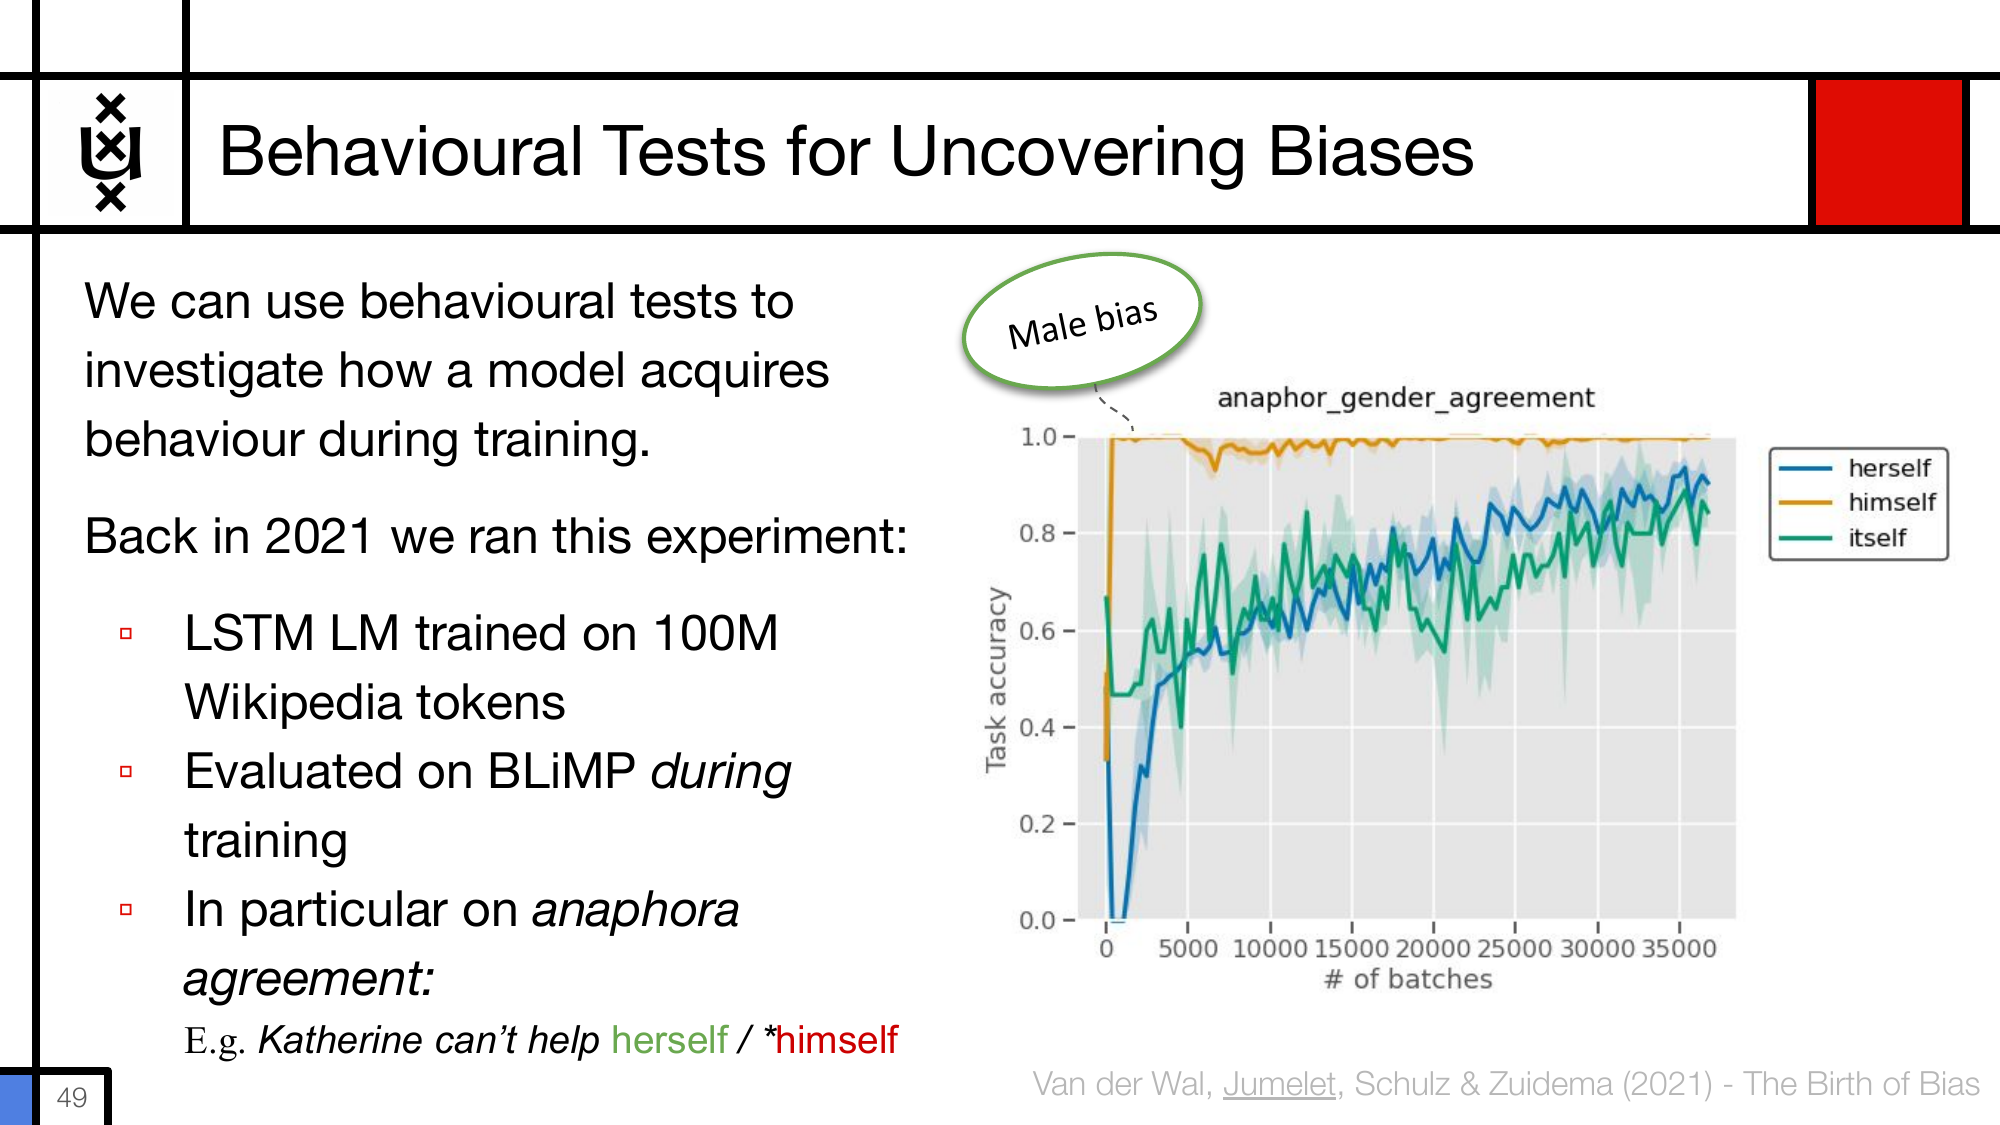 Behavioural Tests for Uncovering Biases
We can use behavioural tests to
investigate how a model acquires
behaviour during training.
Back in 2021 we ran this experiment:
LSTM LM trained on 100M
Wikipedia tokens
Evaluated on BLiMP during
training
In particular on anaphora
agreement:
E.g. Katherine can't help herself / *himself
Male bias
anaphor_gender_agreement
1.0
0.8
0.6
0.4
0.2
0.0
Task accuracy
0 5000 10000 15000 20000 25000 30000 35000
# of batches
herself
himself
itself
Van der Wal, Jumelet, Schulz & Zuidema (2021) - The Birth of Bias
49